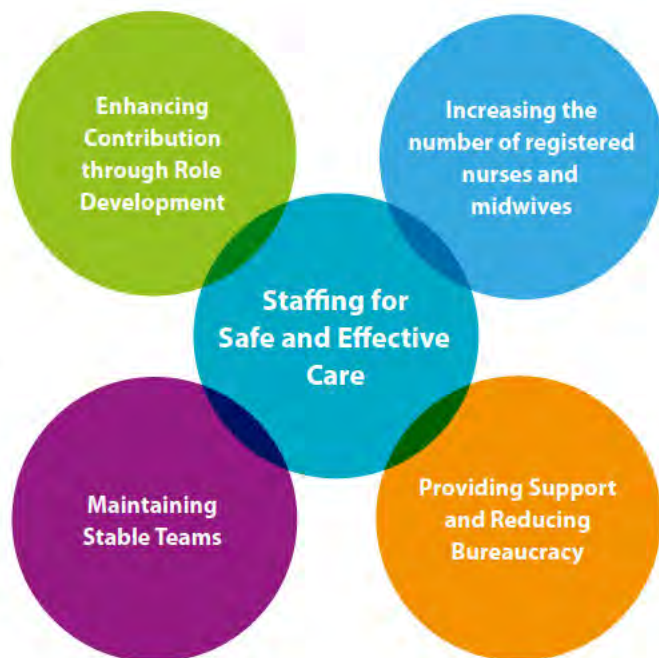 Enhancing
Contribution
through Role
Development
Increasing the
number of registered
nurses and
midwives
Staffing for
Safe and Effective
Care
Maintaining
Stable Teams
Providing Support
and Reducing
Bureaucracy